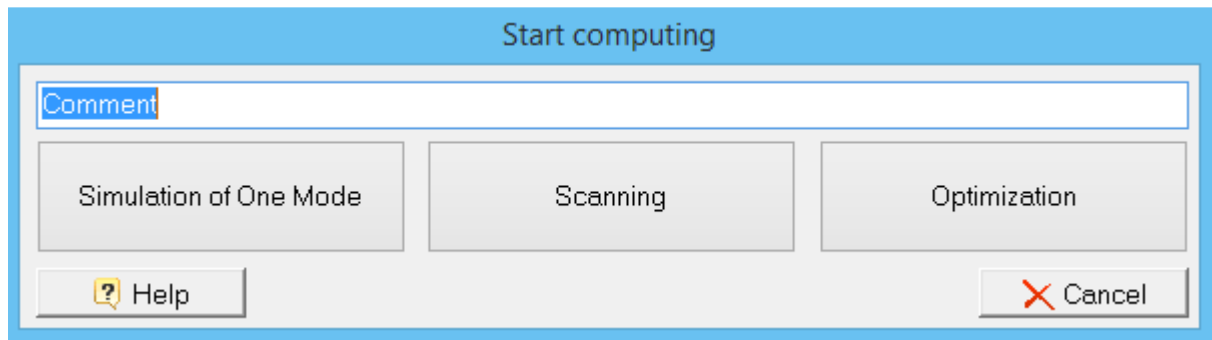 Start computing
Comment
Simulation of One Mode
Scanning
Optimization
Help
Cancel